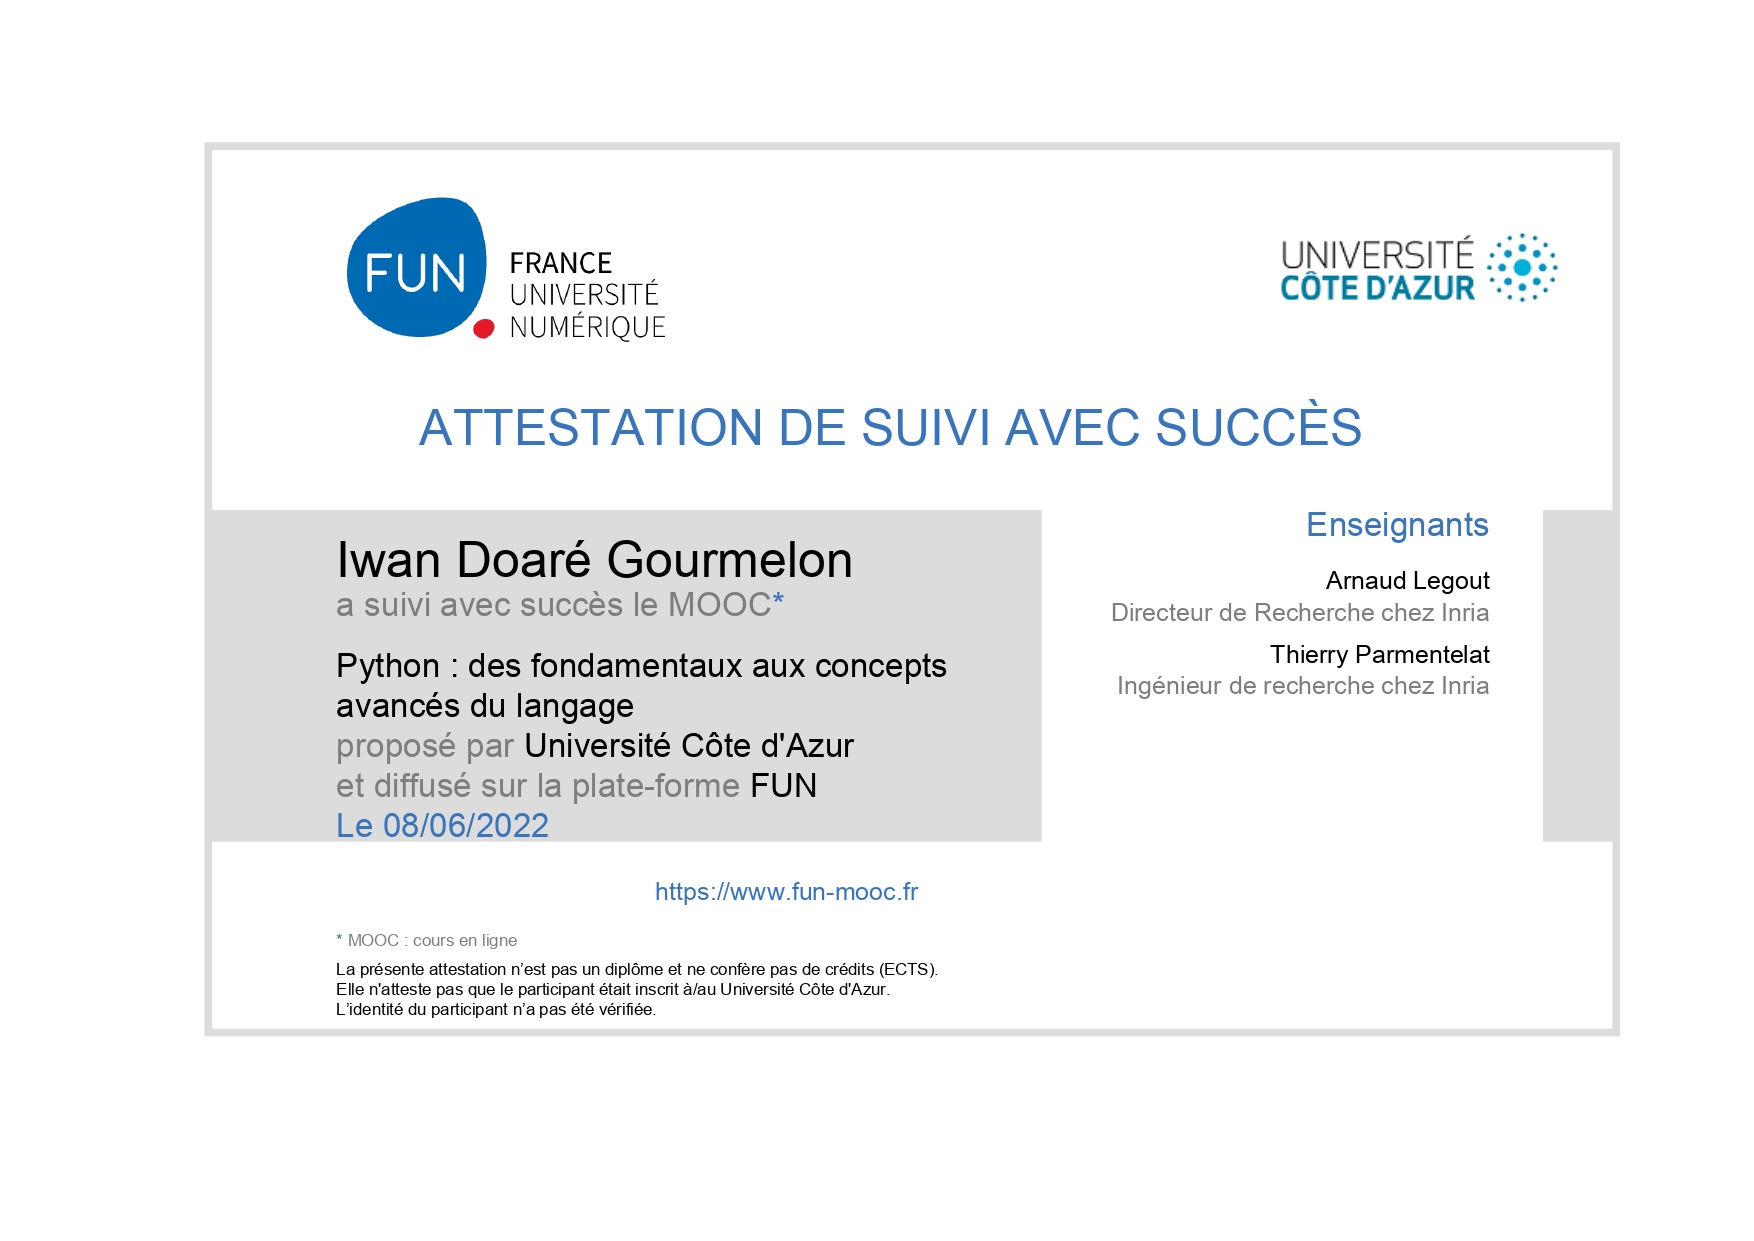 FUN
FRANCE
UNIVERSITÉ
NUMÉRIQUE
UNIVERSITÉ
CÔTE D'AZUR
ATTESTATION DE SUIVI AVEC SUCCÈS
Iwan Doaré Gourmelon
a suivi avec succès le MOOC*
Python : des fondamentaux aux concepts
avancés du langage
proposé par Université Côte d'Azur
et diffusé sur la plate-forme FUN
Le 08/06/2022
Enseignants
Arnaud Legout
Directeur de Recherche chez Inria
Thierry Parmentelat
Ingénieur de recherche chez Inria
https://www.fun-mooc.fr
* MOOC : cours en ligne
La présente attestation n’est pas un diplôme et ne confère pas de crédits (ECTS).
Elle n'atteste pas que le participant était inscrit à/au Université Côte d'Azur.
L’identité du participant n’a pas été vérifiée.